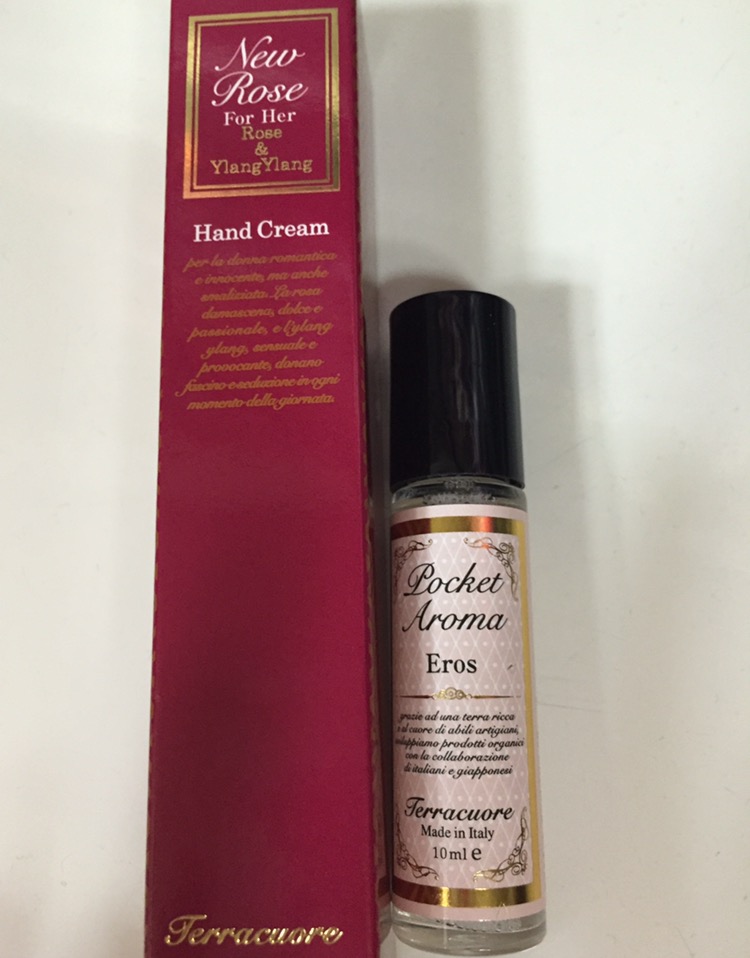 New
Rose
For Her
Rose
&
YlangYlang
Hand Cream
per la donna romantica
e innocente, ma anche
smaliziata. La rosa
damascena, dolce e
passionale, e l'ylang
ylang, sensuale e
provocante, donano
fascino e seduzione in ogni
momento della giornata.
Terracuore
Pocket
Aroma
Eros
grazie ad una terra ricca
e al cuore di abili artigiani,
sviluppiamo prodotti organici
con la collaborazione
di italiani e giapponesi
Terracuore
Made in Italy
10ml e